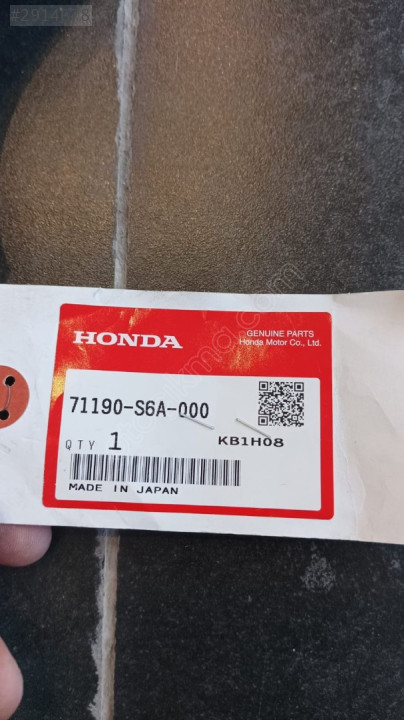 HONDA
GENUINE PARTS
Honda Motor Co., Ltd.
71190-S6A-000
QTY 1
KB1H08
MADE IN JAPAN